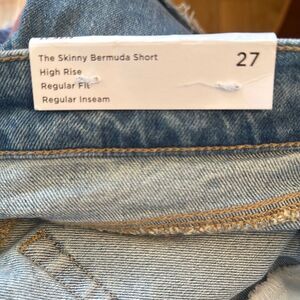 The Skinny Bermuda Short
27
High Rise
Regular Fit
Regular Inseam